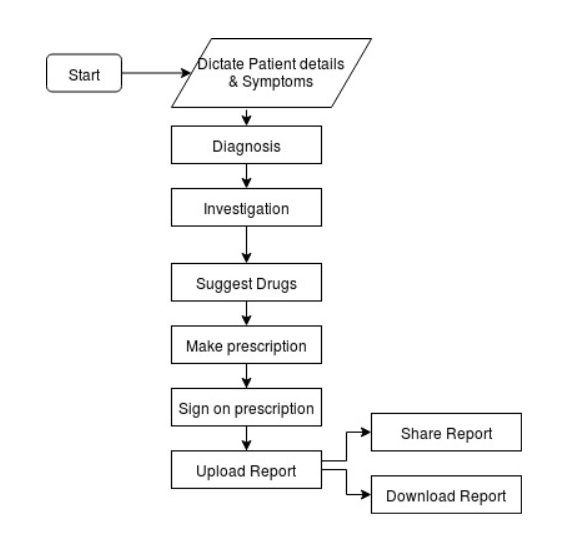 Start
Dictate Patient details
& Symptoms
Diagnosis
Investigation
Suggest Drugs
Make prescription
Sign on prescription
Upload Report
Share Report
Download Report